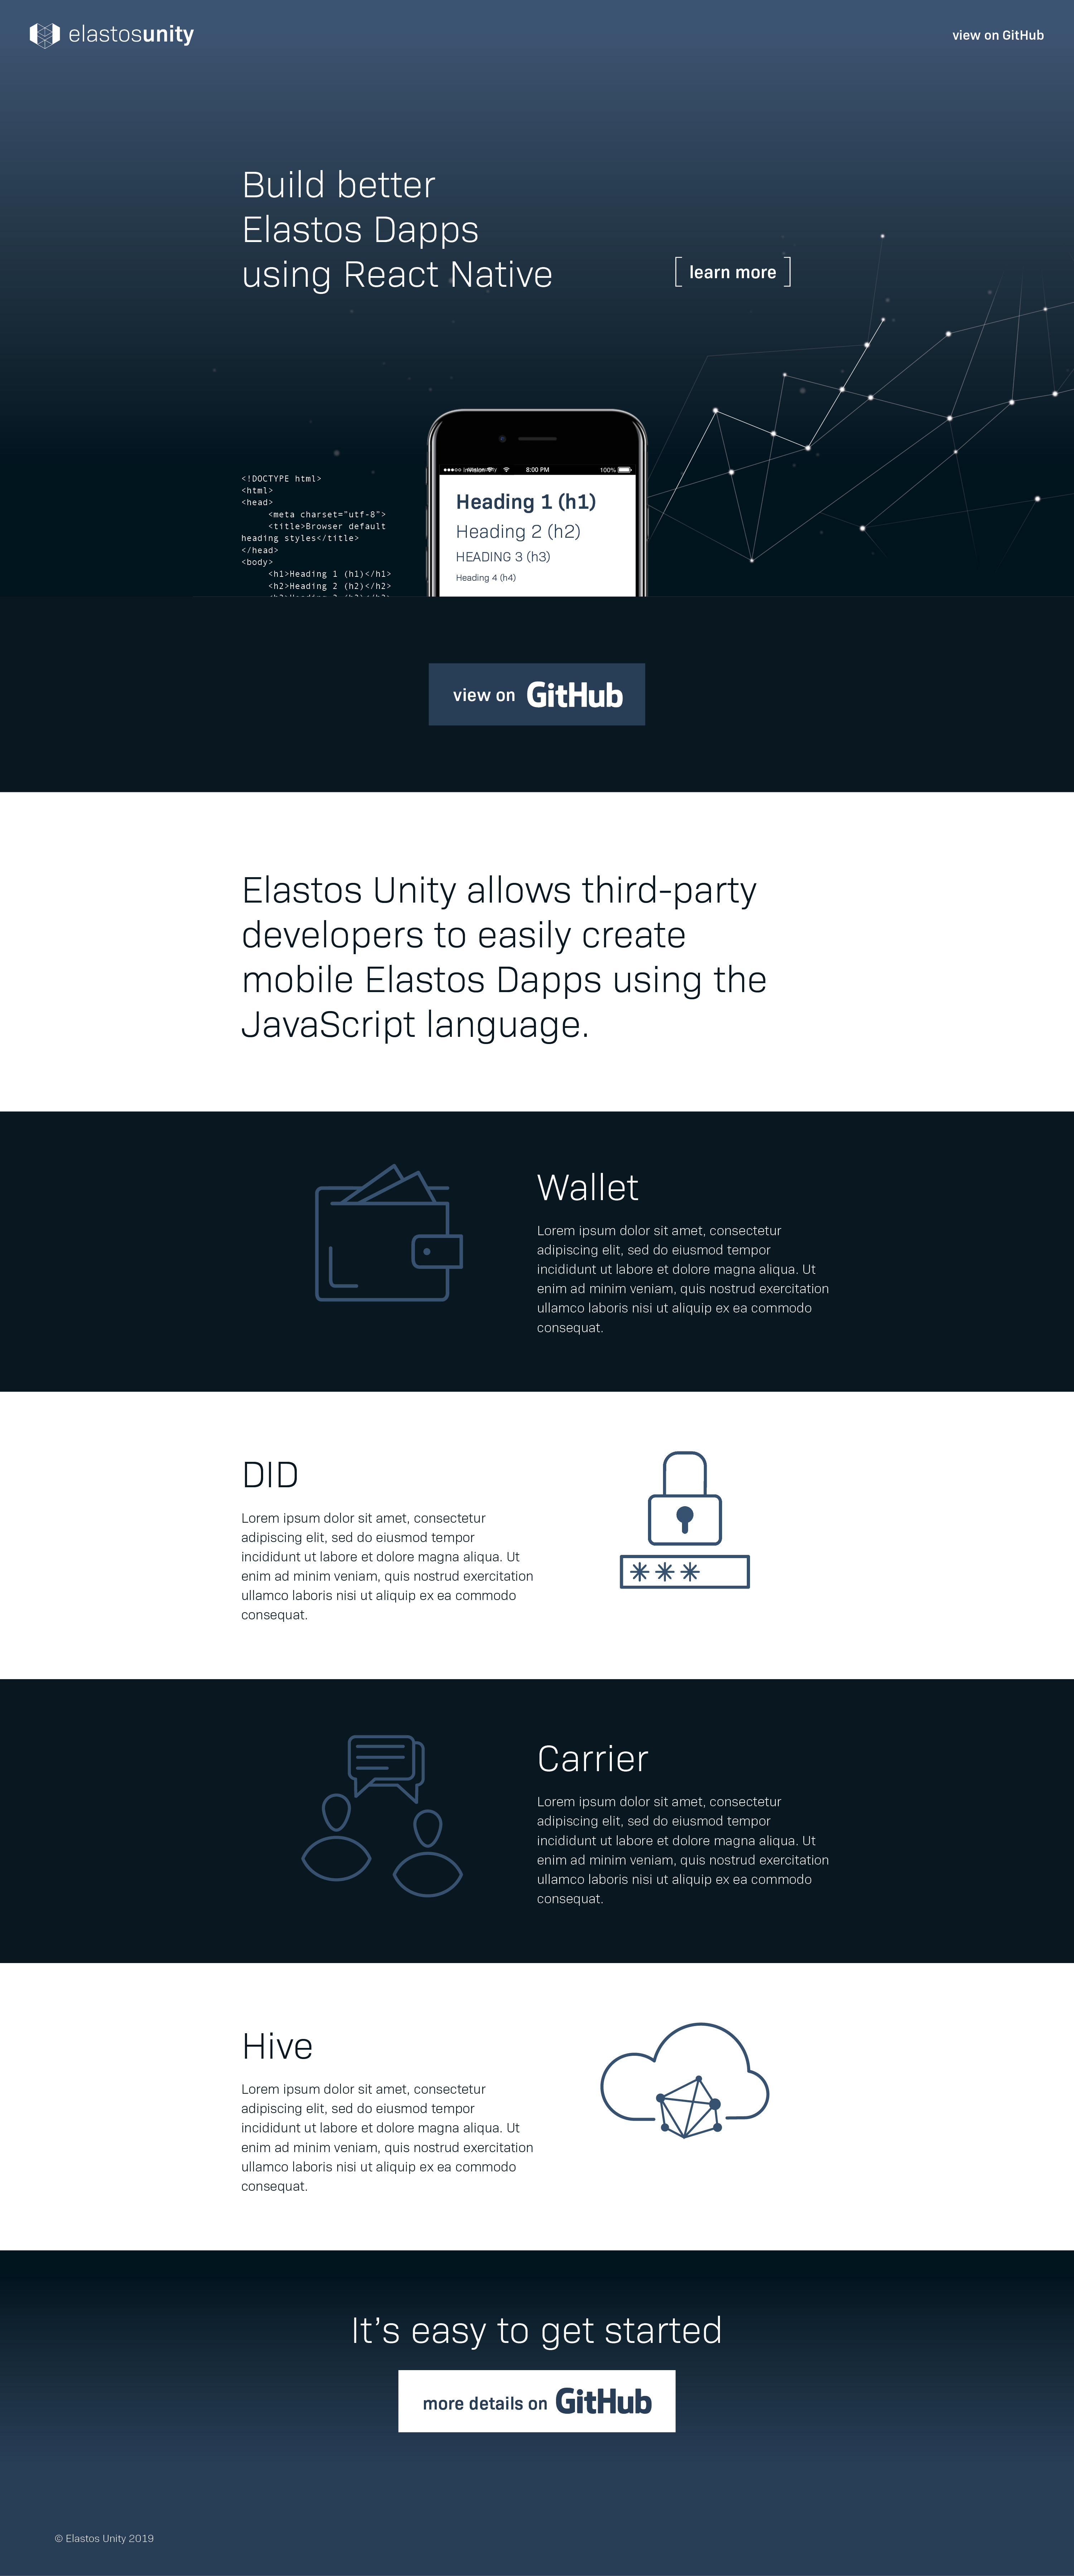 elastosunity
view on GitHub
Build better
Elastos Dapps
using React Native
learn more
<!DOCTYPE html>
<html>
<head>
<meta charset="utf-8">
<title>Browser default
heading styles</title>
</head>
<body>
<h1>Heading 1 (h1)</h1>
<h2>Heading 2 (h2)</h2>
8:00 PM
100%
Heading 1 (h1)
Heading 2 (h2)
HEADING 3 (h3)
Heading 4 (h4)
view on GitHub
Elastos Unity allows third-party
developers to easily create
mobile Elastos Dapps using the
JavaScript language.
Wallet
Lorem ipsum dolor sit amet, consectetur
adipiscing elit, sed do eiusmod tempor
incididunt ut labore et dolore magna aliqua. Ut
enim ad minim veniam, quis nostrud exercitation
ullamco laboris nisi ut aliquip ex ea commodo
consequat.
DID
Lorem ipsum dolor sit amet, consectetur
adipiscing elit, sed do eiusmod tempor
incididunt ut labore et dolore magna aliqua. Ut
enim ad minim veniam, quis nostrud exercitation
ullamco laboris nisi ut aliquip ex ea commodo
consequat.
Carrier
Lorem ipsum dolor sit amet, consectetur
adipiscing elit, sed do eiusmod tempor
incididunt ut labore et dolore magna aliqua. Ut
enim ad minim veniam, quis nostrud exercitation
ullamco laboris nisi ut aliquip ex ea commodo
consequat.
Hive
Lorem ipsum dolor sit amet, consectetur
adipiscing elit, sed do eiusmod tempor
incididunt ut labore et dolore magna aliqua. Ut
enim ad minim veniam, quis nostrud exercitation
ullamco laboris nisi ut aliquip ex ea commodo
consequat.
It's easy to get started
more details on GitHub
© Elastos Unity 2019